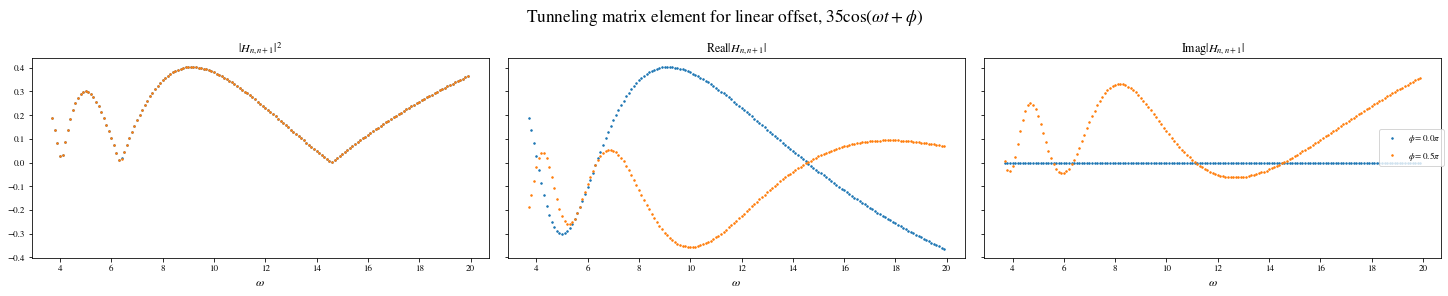 Tunneling matrix element for linear offset, 35cos(ωt + ϕ)
|H_{n,n+1}|²
Real|H_{n,n+1}|
Imag|H_{n,n+1}|
0.4
0.3
0.2
0.1
0.0
−0.1
−0.2
−0.3
−0.4
4 6 8 10 12 14 16 18 20
ω
4 6 8 10 12 14 16 18 20
ω
4 6 8 10 12 14 16 18 20
ω
ϕ = 0.0π
ϕ = 0.5π